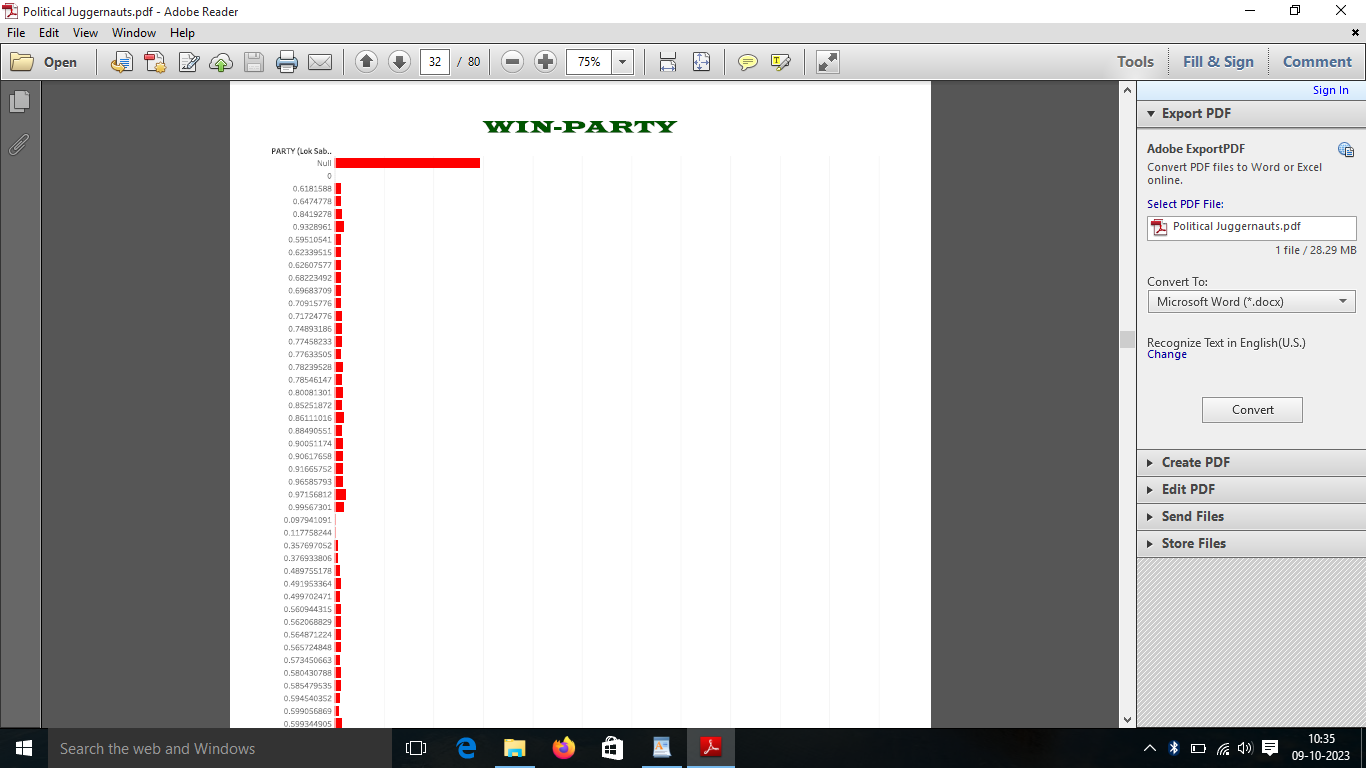 Political Juggernauts.pdf - Adobe Reader
File Edit View Window Help
Open 32 / 80 75% Tools Fill & Sign Comment
Sign In
Export PDF
Adobe ExportPDF
Convert PDF files to Word or Excel
online.
Select PDF File:
Political Juggernauts.pdf
1 file / 28.29 MB
Convert To:
Microsoft Word (*.docx)
Recognize Text in English(U.S.)
Change
Convert
Create PDF
Edit PDF
Send Files
Store Files
WIN-PARTY
PARTY (Lok Sab..
Null
0
0.6181588
0.6474778
0.8419278
0.9328961
0.59510541
0.62339515
0.62607577
0.68223492
0.69683709
0.70915776
0.71724776
0.74893186
0.77458233
0.77633505
0.78239528
0.78546147
0.80081301
0.85251872
0.86111016
0.88490551
0.90051174
0.90617658
0.91665752
0.96585793
0.97156812
0.99567301
0.097941091
0.117758244
0.357697052
0.376933806
0.489755178
0.491953364
0.499702471
0.560944315
0.562068829
0.564871224
0.565724848
0.573450663
0.580430788
0.585479535
0.594540352
0.599056869
0.599344905
Search the web and Windows
10:35
09-10-2023